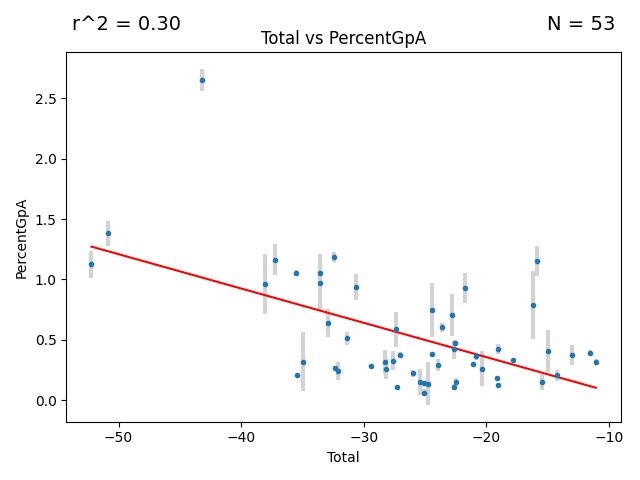 r^2 = 0.30
N = 53
Total vs PercentGpA
PercentGpA
2.5
2.0
1.5
1.0
0.5
0.0
−50
−40
−30
−20
−10
Total